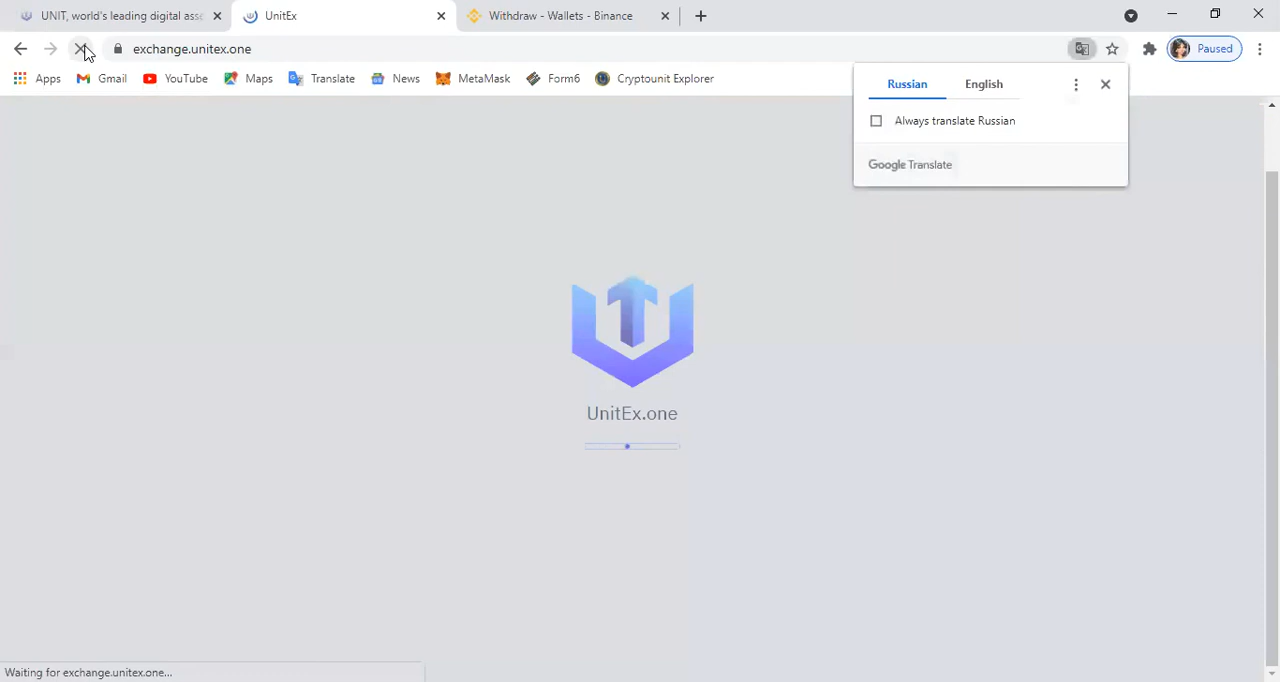 UNIT, world's leading digital asse
UnitEx
Withdraw - Wallets - Binance
exchange.unitex.one
Paused
Apps
Gmail
YouTube
Maps
Translate
News
MetaMask
Form6
Cryptounit Explorer
Russian
English
Always translate Russian
Google Translate
UnitEx.one
Waiting for exchange.unitex.one...